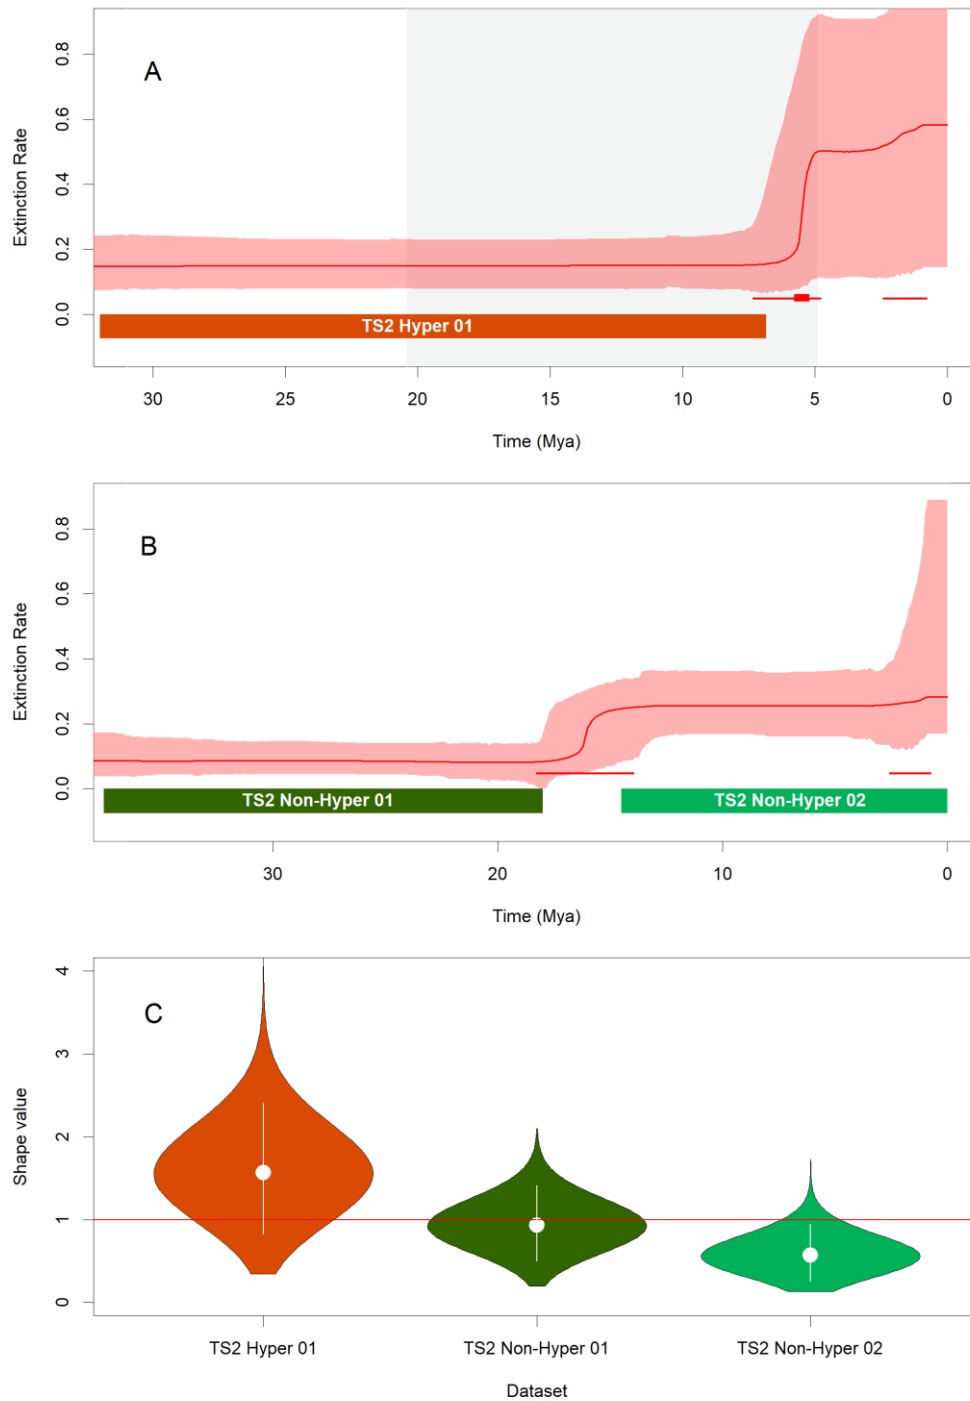 A
Extinction Rate
0.8
0.6
0.4
0.2
0.0
TS2 Hyper 01
30 25 20 15 10 5 0
Time (Mya)
B
Extinction Rate
0.8
0.6
0.4
0.2
0.0
TS2 Non-Hyper 01 TS2 Non-Hyper 02
30 20 10 0
Time (Mya)
C
Shape value
4
3
2
1
0
TS2 Hyper 01 TS2 Non-Hyper 01 TS2 Non-Hyper 02
Dataset